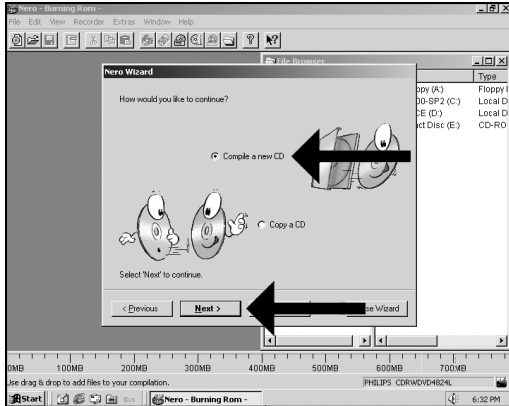 Nero - Burning Rom -
File Edit View Recorder Extras Window Help
File Browser
Nero Wizard
Type
How would you like to continue?
opy (A:) Floppy
00-SP2 (C:) Local D
CE (D:) Local D
act Disc (E:) CD-RO
Compile a new CD
Copy a CD
Select 'Next' to continue.
< Previous Next > se Wizard
0MB 100MB 200MB 300MB 400MB 500MB 600MB 700MB
Use drag & drop to add files to your compilation. PHILIPS CDRWDVD4824L
Start Nero - Burning Rom - 6:32 PM